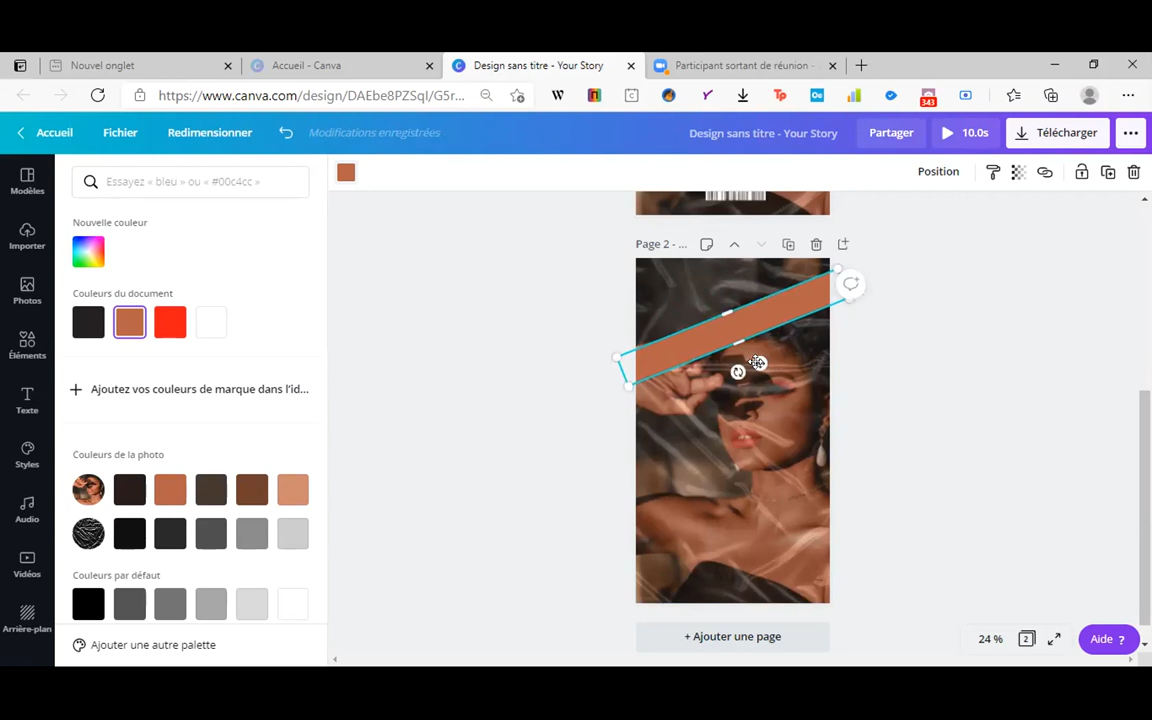 Nouvel onglet
Accueil - Canva
Design sans titre - Your Story
Participant sortant de réunion -
https://www.canva.com/design/DAEbe8PZSqI/G5r...
343
Accueil
Fichier
Redimensionner
Modifications enregistrées
Design sans titre - Your Story
Partager
10.0s
Télécharger
Essayez « bleu » ou « #00c4cc »
Position
Modèles
Importer
Photos
Éléments
Texte
Styles
Audio
Vidéos
Arrière-plan
Nouvelle couleur
Couleurs du document
Ajoutez vos couleurs de marque dans l'id...
Couleurs de la photo
Couleurs par défaut
Ajouter une autre palette
Page 2 - ...
+ Ajouter une page
24 %
2
Aide ?